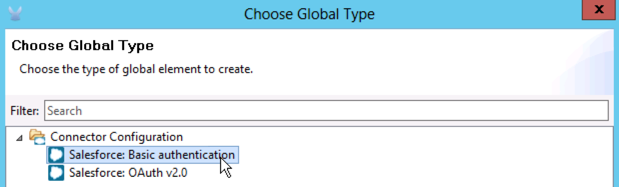 Choose Global Type
x
Choose Global Type
Choose the type of global element to create.
Filter: Search
Connector Configuration
Salesforce: Basic authentication
Salesforce: OAuth v2.0